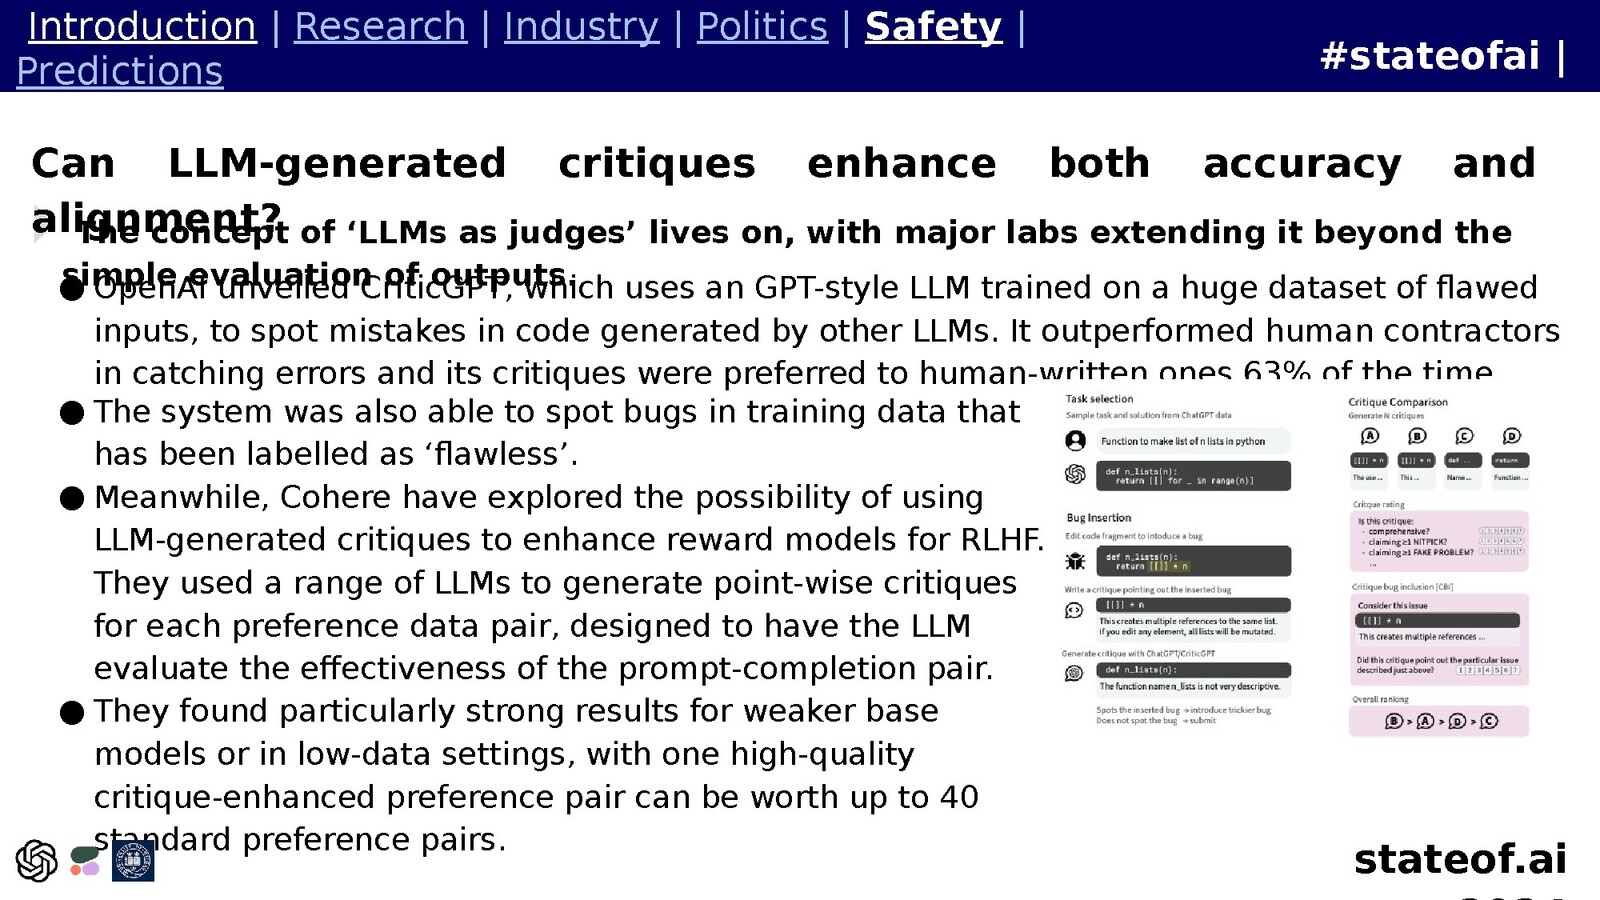 Introduction | Research | Industry | Politics | Safety |
Predictions
#stateofai |
Can LLM-generated critiques enhance both accuracy and
alignment?
The concept of ‘LLMs as judges’ lives on, with major labs extending it beyond the
simple evaluation of outputs.
● OpenAI unveiled CriticGPT, which uses an GPT-style LLM trained on a huge dataset of flawed
inputs, to spot mistakes in code generated by other LLMs. It outperformed human contractors
in catching errors and its critiques were preferred to human-written ones 63% of the time
● The system was also able to spot bugs in training data that
has been labelled as ‘flawless’.
● Meanwhile, Cohere have explored the possibility of using
LLM-generated critiques to enhance reward models for RLHF.
They used a range of LLMs to generate point-wise critiques
for each preference data pair, designed to have the LLM
evaluate the effectiveness of the prompt-completion pair.
● They found particularly strong results for weaker base
models or in low-data settings, with one high-quality
critique-enhanced preference pair can be worth up to 40
standard preference pairs.
Task selection
Sample task and solution from ChatGPT data
Function to make list of n lists in python
def n_lists(n):
return [[] for _ in range(n)]
Bug Insertion
Edit code fragment to intoduce a bug
def n_lists(n):
return [[]] * n
Write a critique pointing out the inserted bug
[[]] * n
This creates multiple references to the same list.
If you edit any element, all lists will be mutated.
Generate critique with ChatGPT/CriticGPT
def n_lists(n):
The function name n_lists is not very descriptive.
Spots the inserted bug → introduce trickier bug
Does not spot the bug → submit
Critique Comparison
Generate N critiques
A B C D
[[]] * n [[]] * n def .. return
The use ... This ... Name ... Function ...
Critque rating
Is this critique:
- comprehensive? 1 2 3 4 5 6 7
- claiming ≥1 NITPICK? 1 2 3 4 5 6 7
- claiming ≥1 FAKE PROBLEM? 1 2 3 4 5 6 7
...
Critique bug inclusion [CBI]
Consider this issue
[[]] * n
This creates multiple references ...
Did this critique point out the particular issue
described just above? 1 2 3 4 5 6 7
Overall ranking
B > A > D > C
stateof.ai